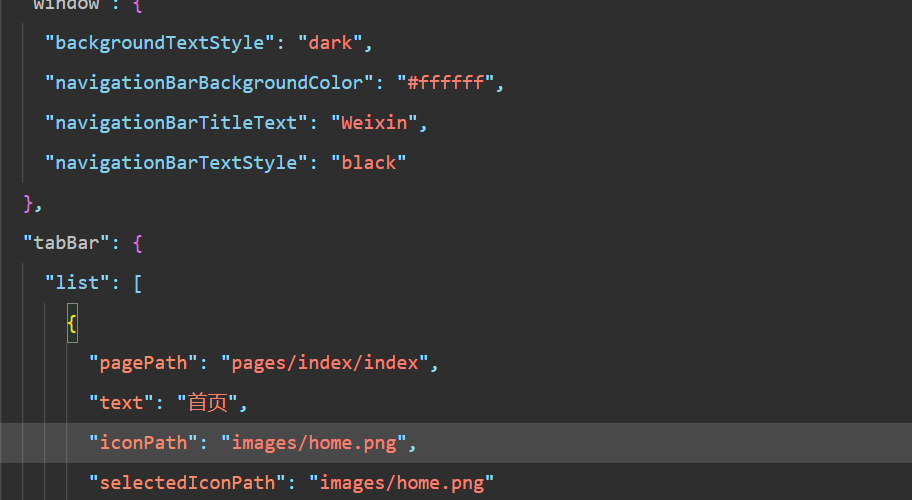 window": {
"backgroundTextStyle": "dark",
"navigationBarBackgroundColor": "#ffffff",
"navigationBarTitleText": "Weixin",
"navigationBarTextStyle": "black"
},
"tabBar": {
"list": [
{
"pagePath": "pages/index/index",
"text": "首页",
"iconPath": "images/home.png",
"selectedIconPath": "images/home.png"